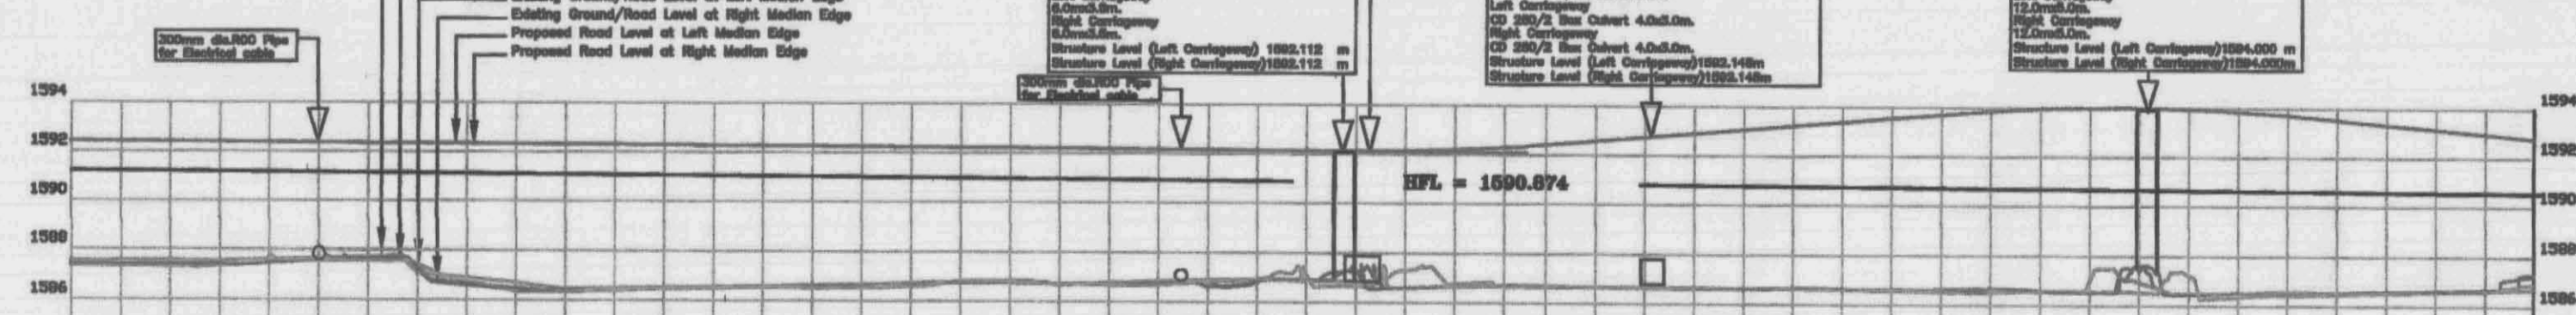 Existing Ground/Road Level at Right Median Edge
Proposed Road Level at Left Median Edge
Proposed Road Level at Right Median Edge
300mm dia.RCC Pipe
for Electrical cable
Right Carriageway
Structure Level (Left Carriageway) 1592.112 m
Structure Level (Right Carriageway)1592.112 m
300mm dia.RCC Pipe
for Electrical cable
Left Carriageway
CD 280/2 Box Culvert 4.0x3.0m.
Right Carriageway
CD 280/2 Box Culvert 4.0x3.0m.
Structure Level (Left Carriageway)1592.148m
Structure Level (Right Carriageway)1592.148m
12.0mx5.0m.
Right Carriageway
12.0mx5.0m.
Structure Level (Left Carriageway)1594.000 m
Structure Level (Right Carriageway)1594.000m
1594
1592
1590
1588
1586
HFL = 1590.874
1594
1592
1590
1588
1586